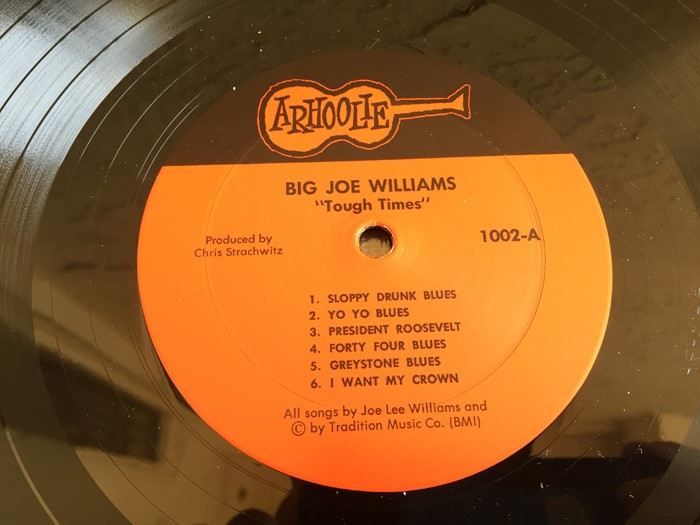 ARHOOLIE
BIG JOE WILLIAMS
"Tough Times"
Produced by
Chris Strachwitz
1002-A
1. SLOPPY DRUNK BLUES
2. YO YO BLUES
3. PRESIDENT ROOSEVELT
4. FORTY FOUR BLUES
5. GREYSTONE BLUES
6. I WANT MY CROWN
All songs by Joe Lee Williams and
© by Tradition Music Co. (BMI)